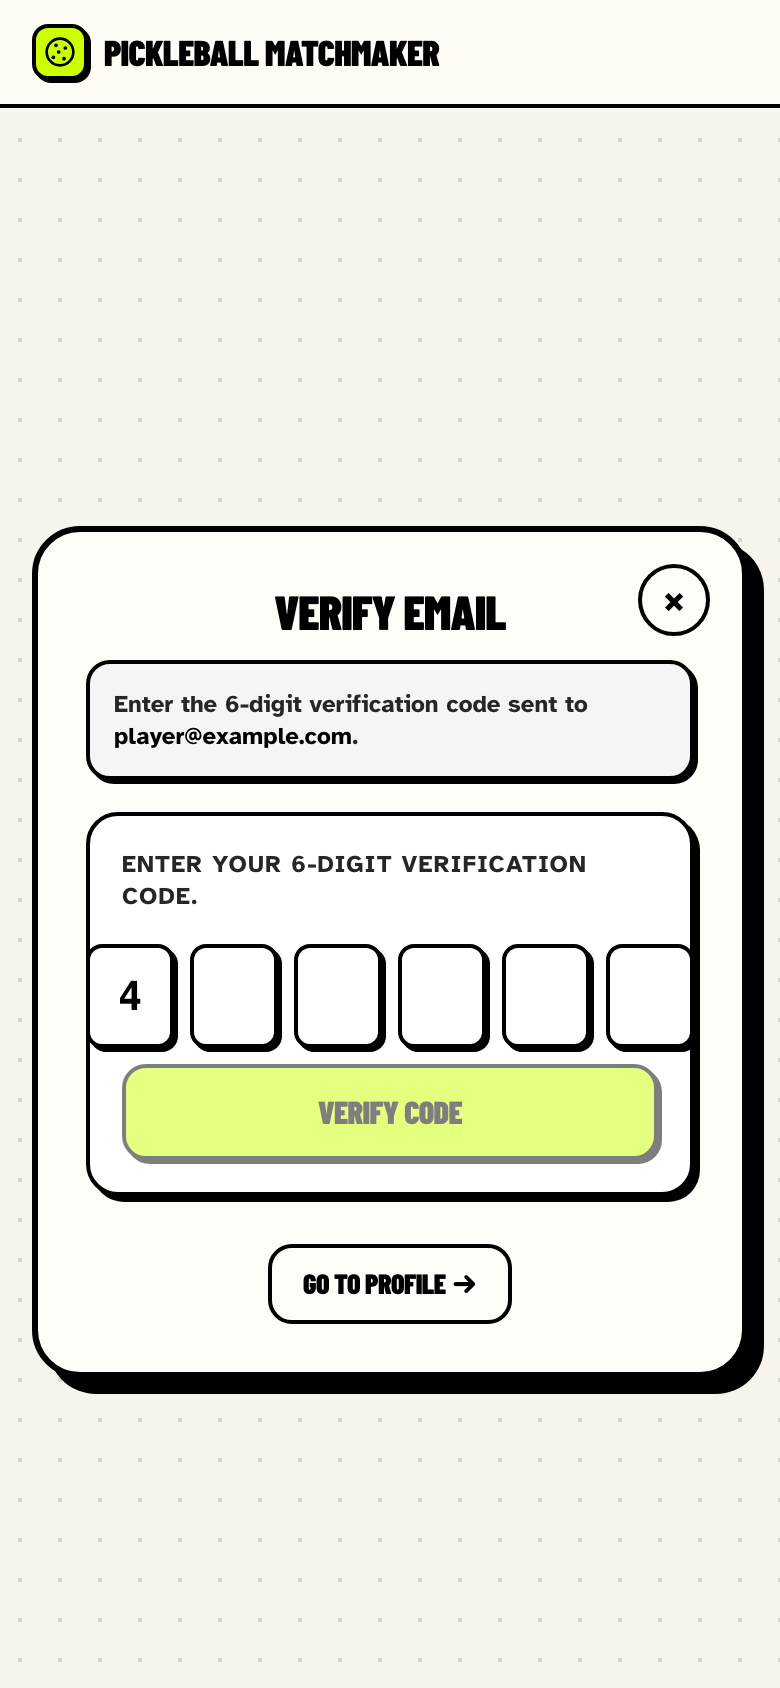 PICKLEBALL MATCHMAKER
VERIFY EMAIL
×
Enter the 6-digit verification code sent to
player@example.com.
ENTER YOUR 6-DIGIT VERIFICATION
CODE.
4
VERIFY CODE
GO TO PROFILE →